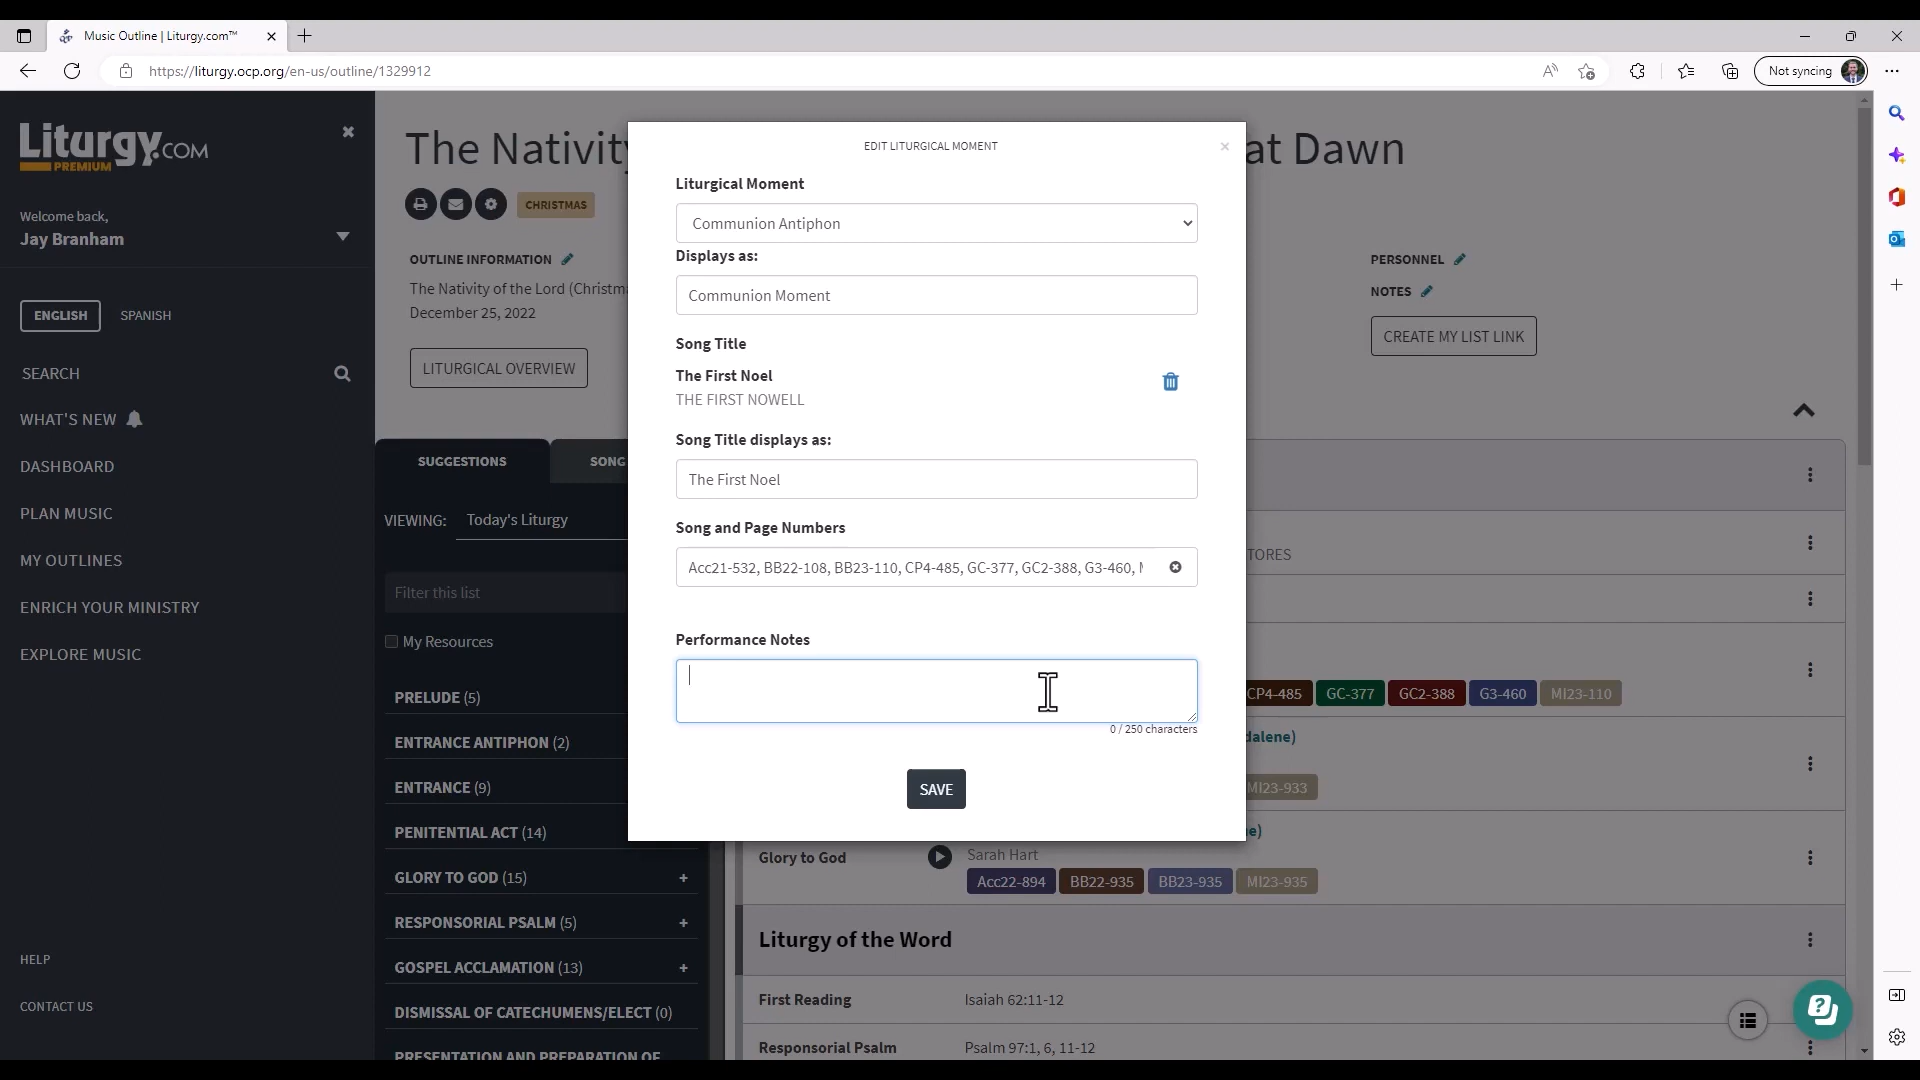 Music Outline | Liturgy.com™
https://liturgy.ocp.org/en-us/outline/1329912
Not syncing
Liturgy.COM
PREMIUM
Welcome back,
Jay Branham
ENGLISH
SPANISH
SEARCH
WHAT'S NEW
DASHBOARD
PLAN MUSIC
MY OUTLINES
ENRICH YOUR MINISTRY
EXPLORE MUSIC
HELP
CONTACT US
The Nativity
at Dawn
CHRISTMAS
OUTLINE INFORMATION
The Nativity of the Lord (Christm
December 25, 2022
LITURGICAL OVERVIEW
PERSONNEL
NOTES
CREATE MY LIST LINK
SUGGESTIONS
SONG
VIEWING: Today's Liturgy
Filter this list
My Resources
PRELUDE (5)
ENTRANCE ANTIPHON (2)
ENTRANCE (9)
PENITENTIAL ACT (14)
GLORY TO GOD (15) +
RESPONSORIAL PSALM (5) +
GOSPEL ACCLAMATION (13) +
DISMISSAL OF CATECHUMENS/ELECT (0)
PRESENTATION AND PREPARATION OF
EDIT LITURGICAL MOMENT
Liturgical Moment
Communion Antiphon
Displays as:
Communion Moment
Song Title
The First Noel
THE FIRST NOWELL
Song Title displays as:
The First Noel
Song and Page Numbers
Acc21-532, BB22-108, BB23-110, CP4-485, GC-377, GC2-388, G3-460,
Performance Notes
0 / 250 characters
SAVE
TORES
CP4-485 GC-377 GC2-388 G3-460 MI23-110
dalene)
MI23-933
e)
Glory to God
Sarah Hart
Acc22-894 BB22-935 BB23-935 MI23-935
Liturgy of the Word
First Reading Isaiah 62:11-12
Responsorial Psalm Psalm 97:1, 6, 11-12